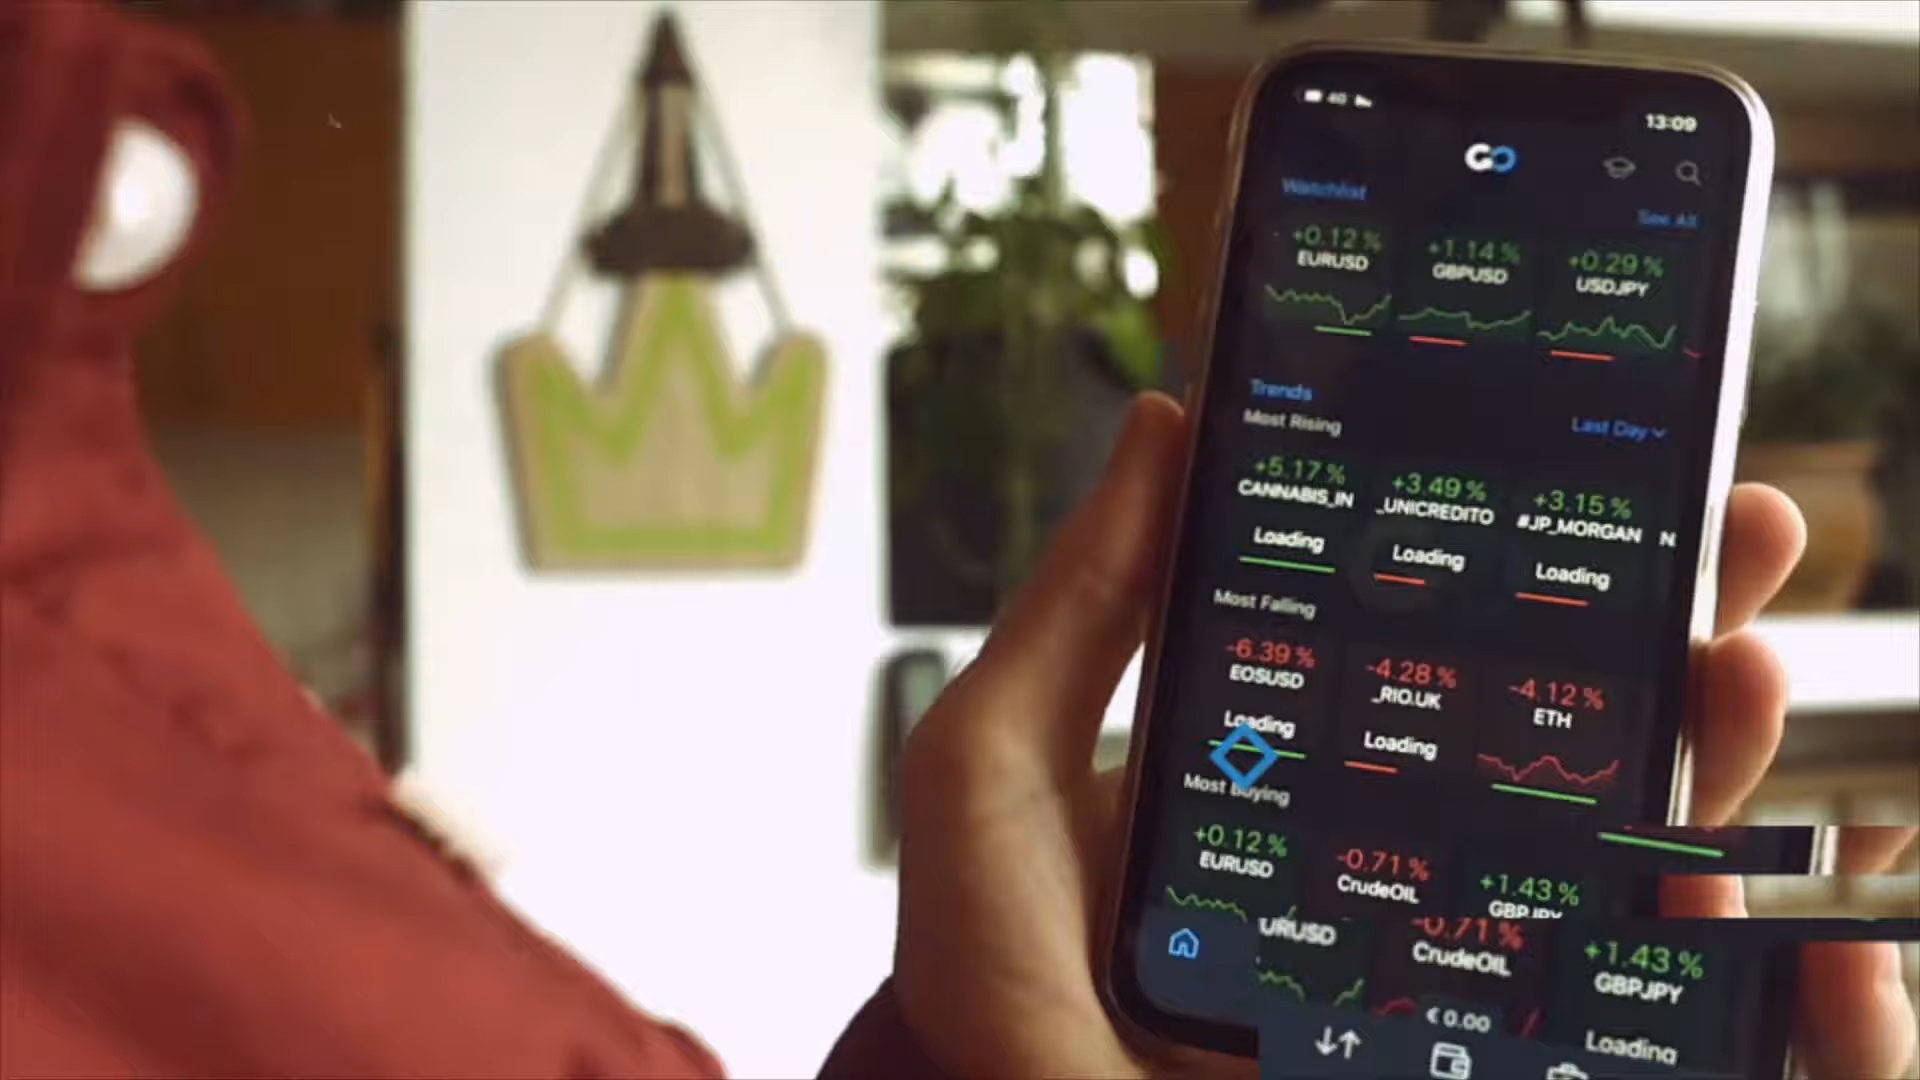 4G
13:09
GO
Watchlist
See All
+0.12 % +1.14 % +0.29 %
EURUSD GBPUSD USDJPY
Trends
Most Rising
Last Day
+5.17 % +3.49 % +3.15 %
CANNABIS_IN _UNICREDITO #JP_MORGAN N
Loading Loading Loading
Most Falling
-6.39 % -4.28 % -4.12 %
EOSUSD _RIO.UK ETH
Loading Loading
Most Buying
+0.12 % -0.71 % +1.43 %
EURUSD CrudeOIL GBPJPY
-0.71 % +1.43 %
URUSD CrudeOIL GBPJPY
€ 0.00
Loading